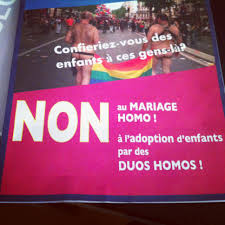 Confieriez-vous des
enfants à ces gens-là?
NON
au MARIAGE
HOMO !
à l'adoption d'enfants
par des
DUOS HOMOS !